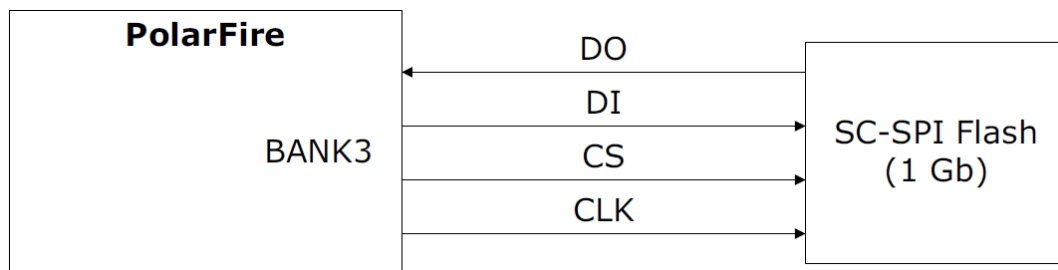 PolarFire
BANK3
DO
DI
CS
CLK
SC-SPI Flash
(1 Gb)